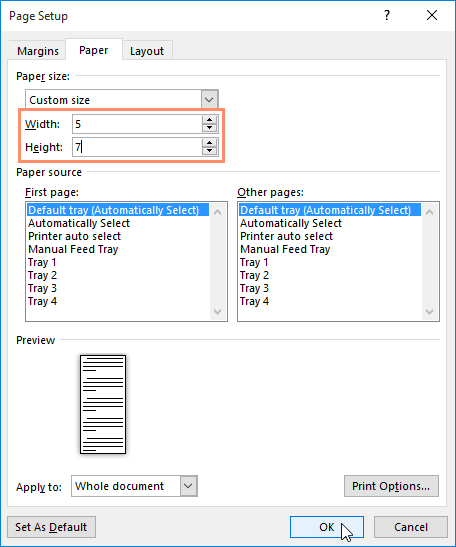 Page Setup
Margins Paper Layout
Paper size:
Custom size
Width: 5
Height: 7
Paper source
First page: Other pages:
Default tray (Automatically Select) Default tray (Automatically Select)
Automatically Select Automatically Select
Printer auto select Printer auto select
Manual Feed Tray Manual Feed Tray
Tray 1 Tray 1
Tray 2 Tray 2
Tray 3 Tray 3
Tray 4 Tray 4
Preview
Apply to: Whole document Print Options...
Set As Default OK Cancel